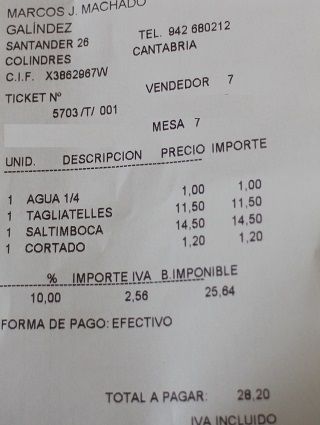 MARCOS J. MACHADO
GALÍNDEZ TEL. 942 680212
SANTANDER 26 CANTABRIA
COLINDRES
C.I.F. X3862967W
VENDEDOR 7
TICKET Nº
5703 /T/ 001
MESA 7
UNID. DESCRIPCION PRECIO IMPORTE
1 AGUA 1/4 1,00 1,00
1 TAGLIATELLES 11,50 11,50
1 SALTIMBOCA 14,50 14,50
1 CORTADO 1,20 1,20
% IMPORTE IVA B.IMPONIBLE
10,00 2,56 25,64
FORMA DE PAGO: EFECTIVO
TOTAL A PAGAR: 28,20
IVA INCLUIDO